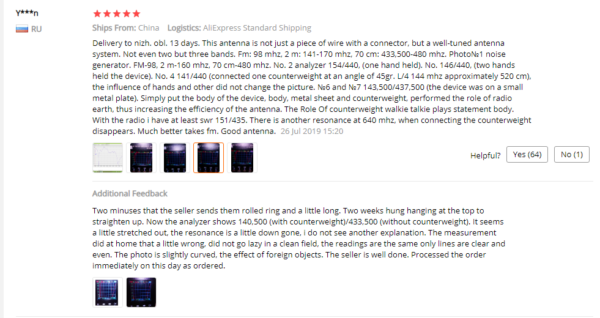 Y***n
RU
Ships From: China Logistics: AliExpress Standard Shipping
Delivery to nizh. obl. 13 days. This antenna is not just a piece of wire with a connector, but a well-tuned antenna
system. Not even two but three bands. Fm: 98 mhz, 2 m: 141-170 mhz, 70 cm: 433,500-480 mhz. Photo№1 noise
generator. FM-98, 2 m-160 mhz, 70 cm-480 mhz. No. 2 analyzer 154/440, (one hand held). No. 146/440, (two hands
held the device). No. 4 141/440 (connected one counterweight at an angle of 45gr. L/4 144 mhz approximately 520 cm),
the influence of hands and other did not change the picture. №6 and №7 143,500/437,500 (the device was on a small
metal plate). Simply put the body of the device, body, metal sheet and counterweight, performed the role of radio
earth, thus increasing the efficiency of the antenna. The Role Of counterweight walkie talkie plays statement body.
With the radio i have at least swr 151/435. There is another resonance at 640 mhz, when connecting the counterweight
disappears. Much better takes fm. Good antenna. 26 Jul 2019 15:20
Helpful? Yes (64) No (1)
Additional Feedback
Two minuses that the seller sends them rolled ring and a little long. Two weeks hung hanging at the top to
straighten up. Now the analyzer shows 140,500 (with counterweight)/433.500 (without counterweight). It seems
a little stretched out, the resonance is a little down gone, i do not see another explanation. The measurement
did at home that a little wrong, did not go lazy in a clean field, the readings are the same only lines are clear and
even. The photo is slightly curved, the effect of foreign objects. The seller is well done. Processed the order
immediately on this day as ordered.